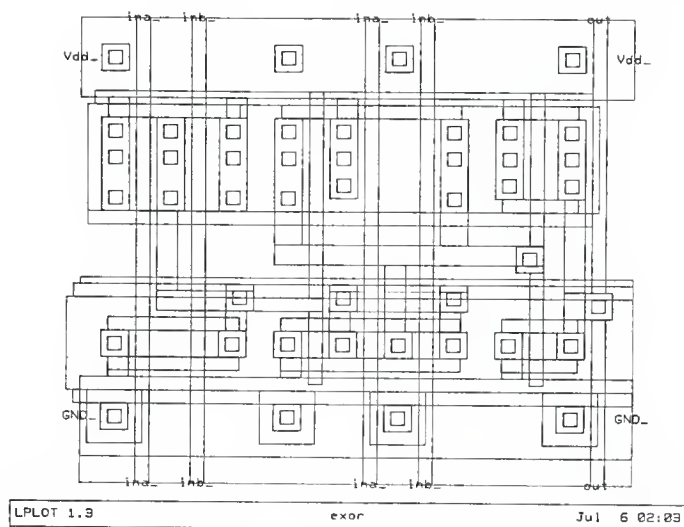 ina_ inb_ ina_ inb_ out
Vdd_ Vdd_
GND_ GND_
ina_ inb_ ina_ inb_ out
LPLOT 1.3 exor Jul 6 02:03